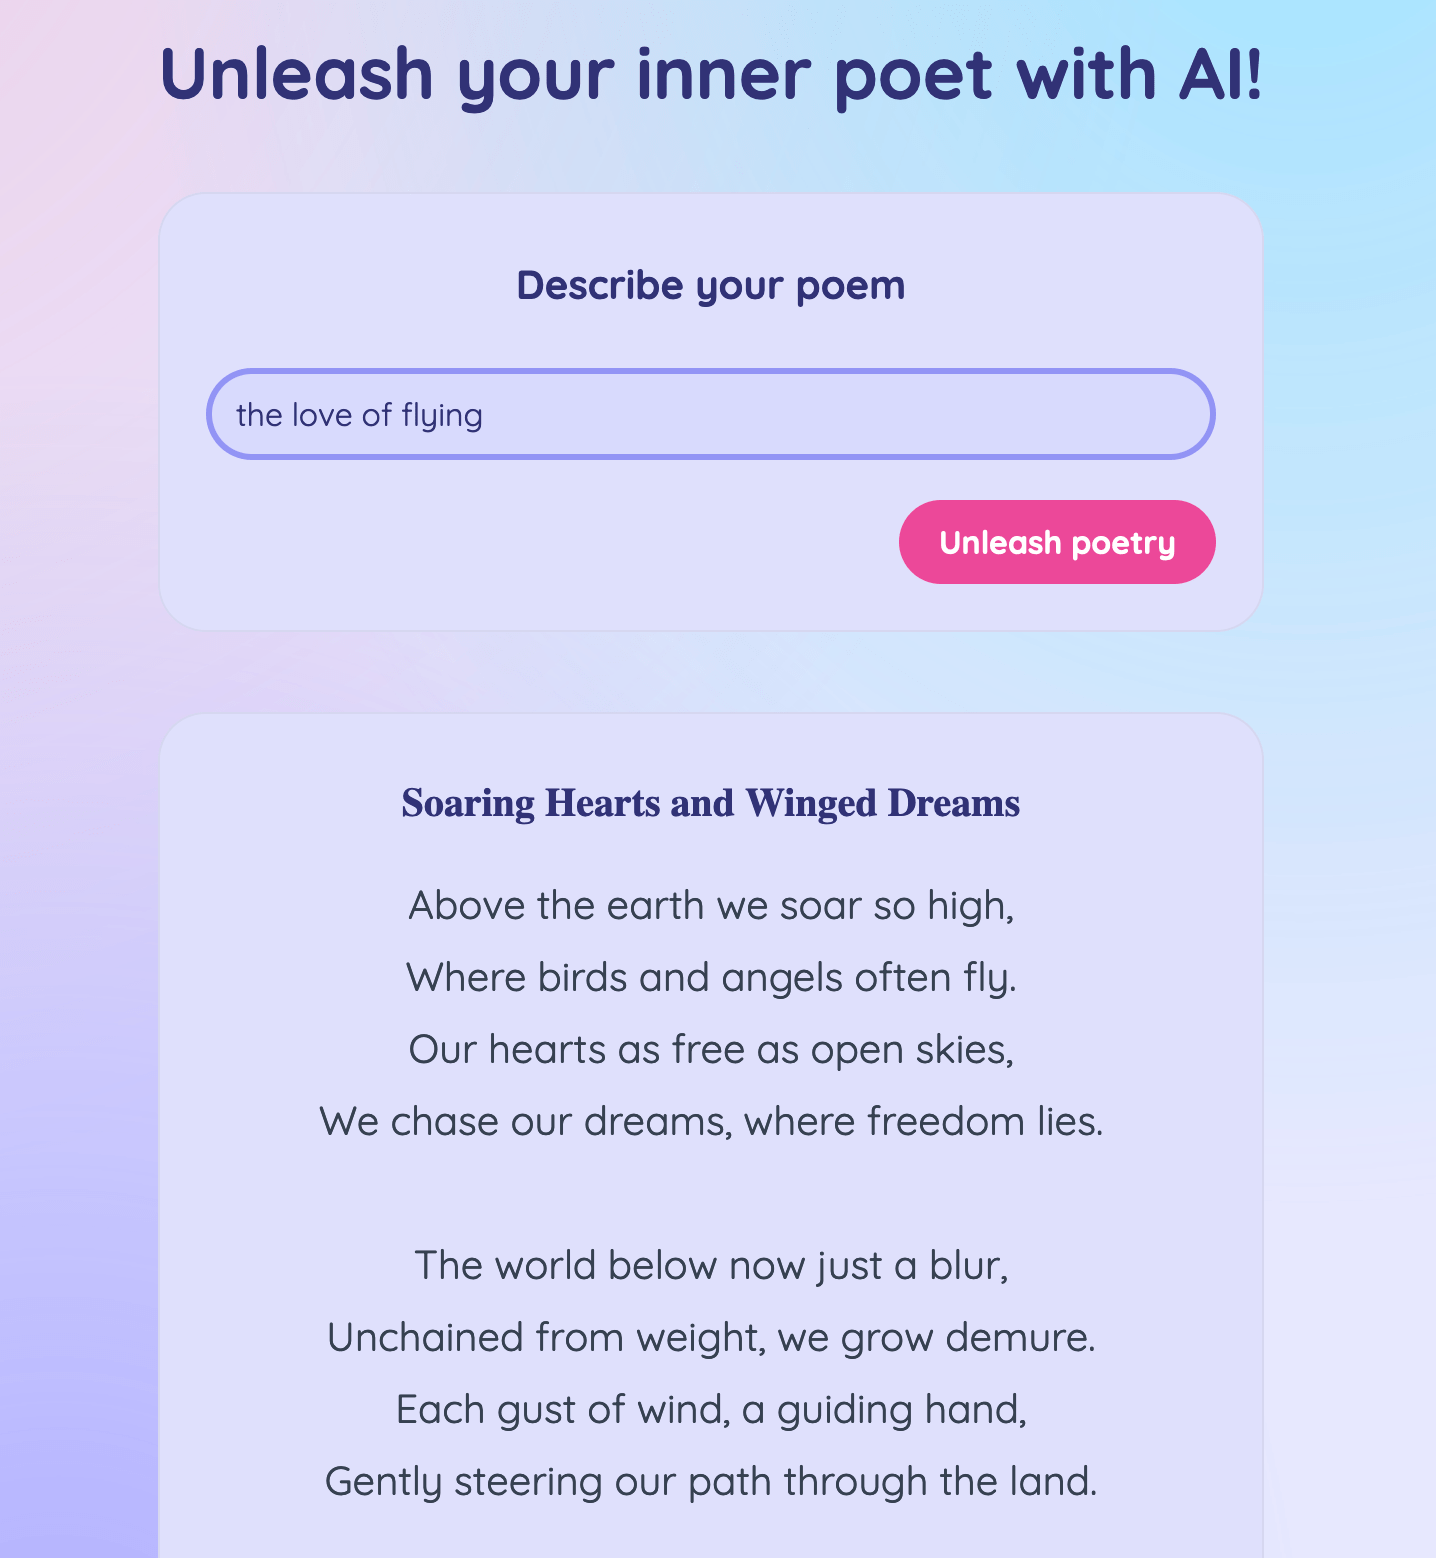 Unleash your inner poet with AI!
Describe your poem
the love of flying
Unleash poetry
Soaring Hearts and Winged Dreams
Above the earth we soar so high,
Where birds and angels often fly.
Our hearts as free as open skies,
We chase our dreams, where freedom lies.
The world below now just a blur,
Unchained from weight, we grow demure.
Each gust of wind, a guiding hand,
Gently steering our path through the land.